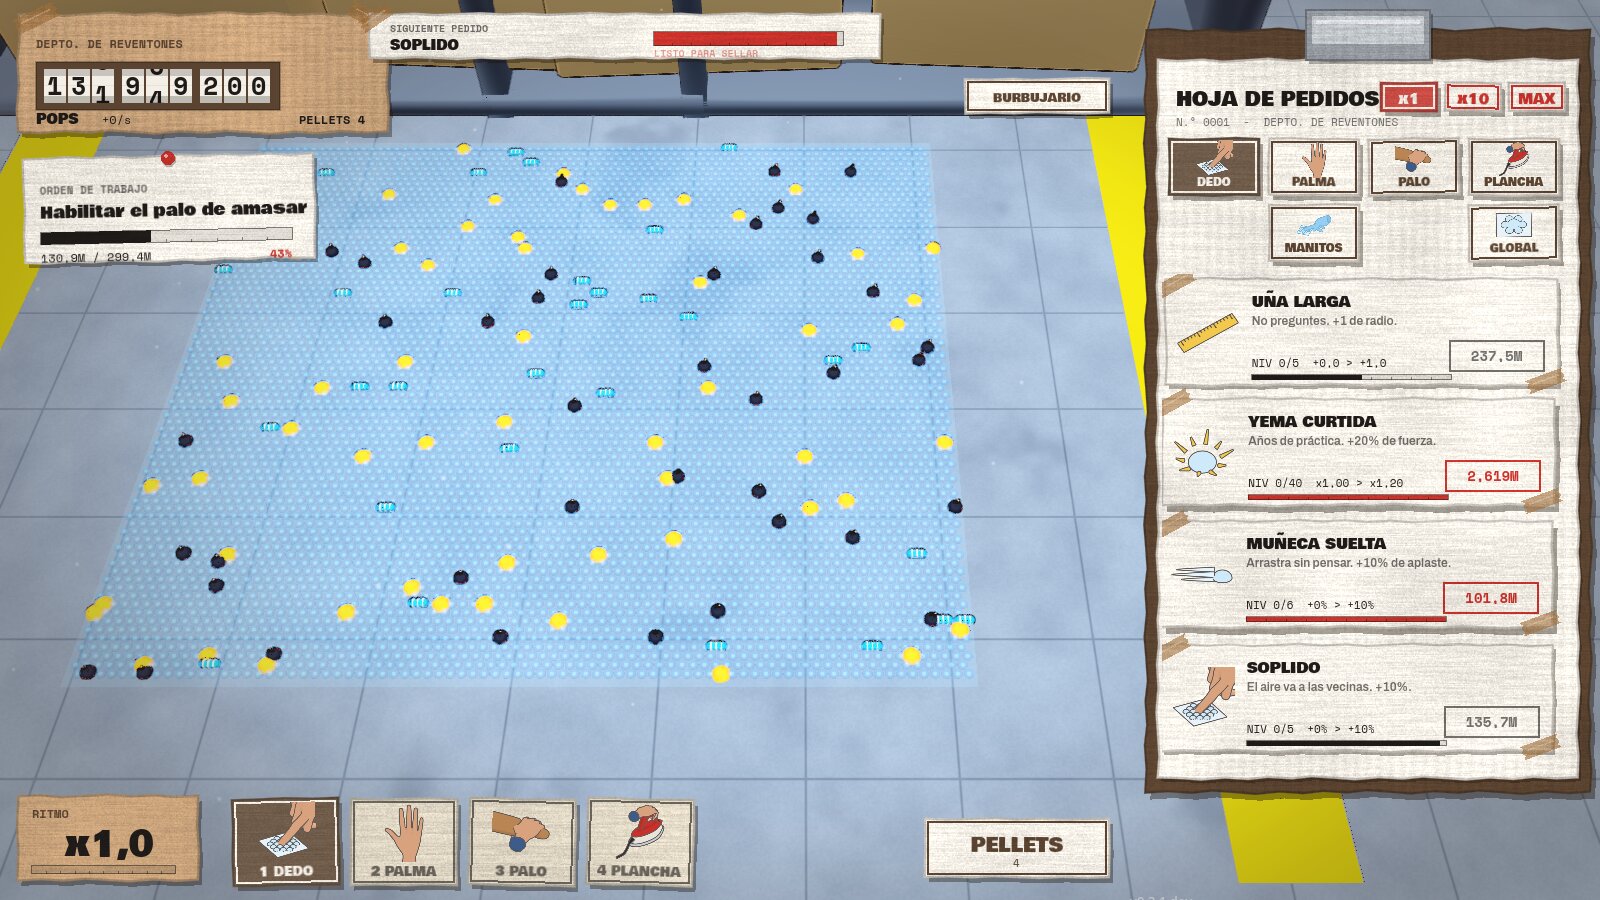 DEPTO. DE REVENTONES
POPS +0/s PELLETS 4
SIGUIENTE PEDIDO
SOPLIDO
LISTO PARA SELLAR
BURBUJARIO
ORDEN DE TRABAJO
Habilitar el palo de amasar
130,9M / 299,4M 43%
HOJA DE PEDIDOS x1 x10 MAX
N.° 0001 - DEPTO. DE REVENTONES
DEDO PALMA PALO PLANCHA
MANITOS GLOBAL
UÑA LARGA
No preguntes. +1 de radio.
NIV 0/5 +0,0 > +1,0 237,5M
YEMA CURTIDA
Años de práctica. +20% de fuerza.
NIV 0/40 x1,00 > x1,20 2,619M
MUÑECA SUELTA
Arrastra sin pensar. +10% de aplaste.
NIV 0/6 +0% > +10% 101,8M
SOPLIDO
El aire va a las vecinas. +10%.
NIV 0/5 +0% > +10% 135,7M
RITMO
x1,0
1 DEDO 2 PALMA 3 PALO 4 PLANCHA
PELLETS
4